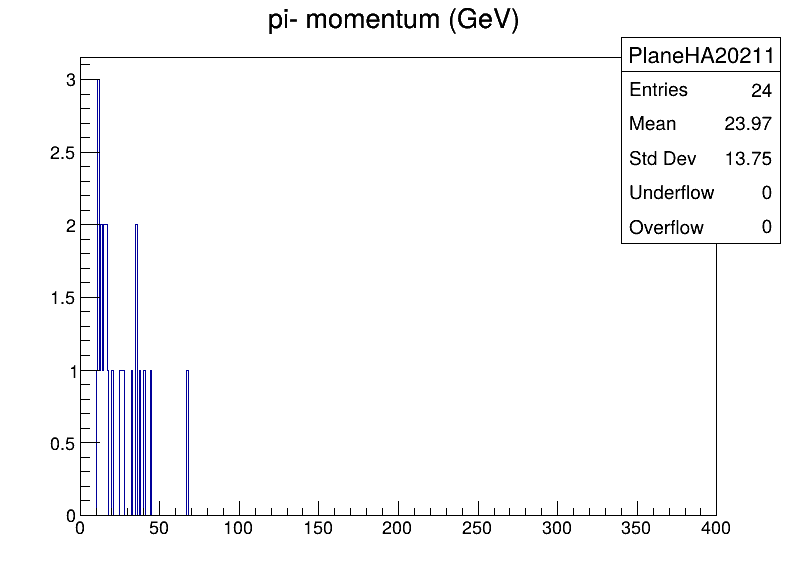 pi- momentum (GeV)
PlaneHA20211
Entries 24
Mean 23.97
Std Dev 13.75
Underflow 0
Overflow 0
3
2.5
2
1.5
1
0.5
0
0 50 100 150 200 250 300 350 400